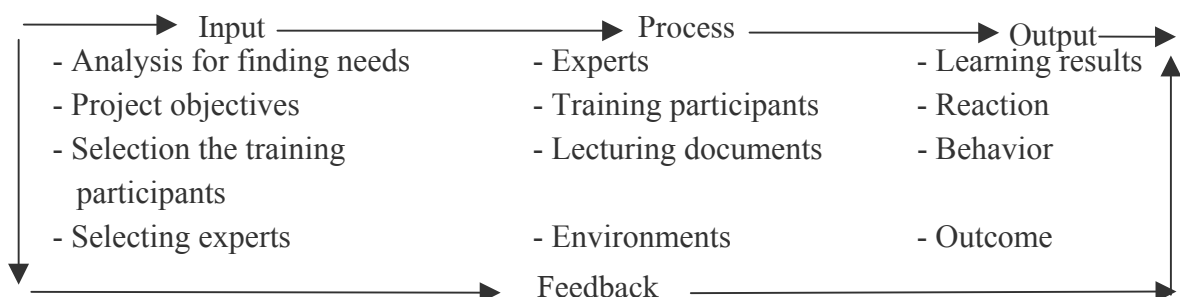 Input Process Output
- Analysis for finding needs - Experts - Learning results
- Project objectives - Training participants - Reaction
- Selection the training - Lecturing documents - Behavior
participants
- Selecting experts - Environments - Outcome
Feedback